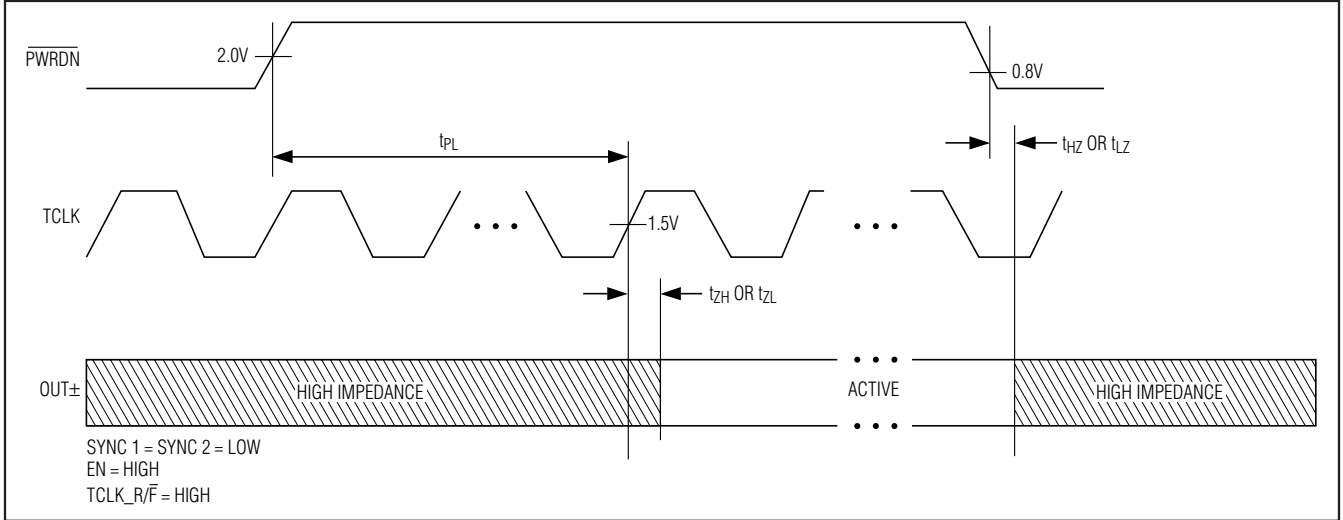 PWRDN
2.0V
0.8V
tPL
tHZ OR tLZ
TCLK
• • •
1.5V
• • •
tZH OR tZL
• • •
OUT±
HIGH IMPEDANCE
ACTIVE
HIGH IMPEDANCE
• • •
SYNC 1 = SYNC 2 = LOW
EN = HIGH
TCLK_R/F̅ = HIGH